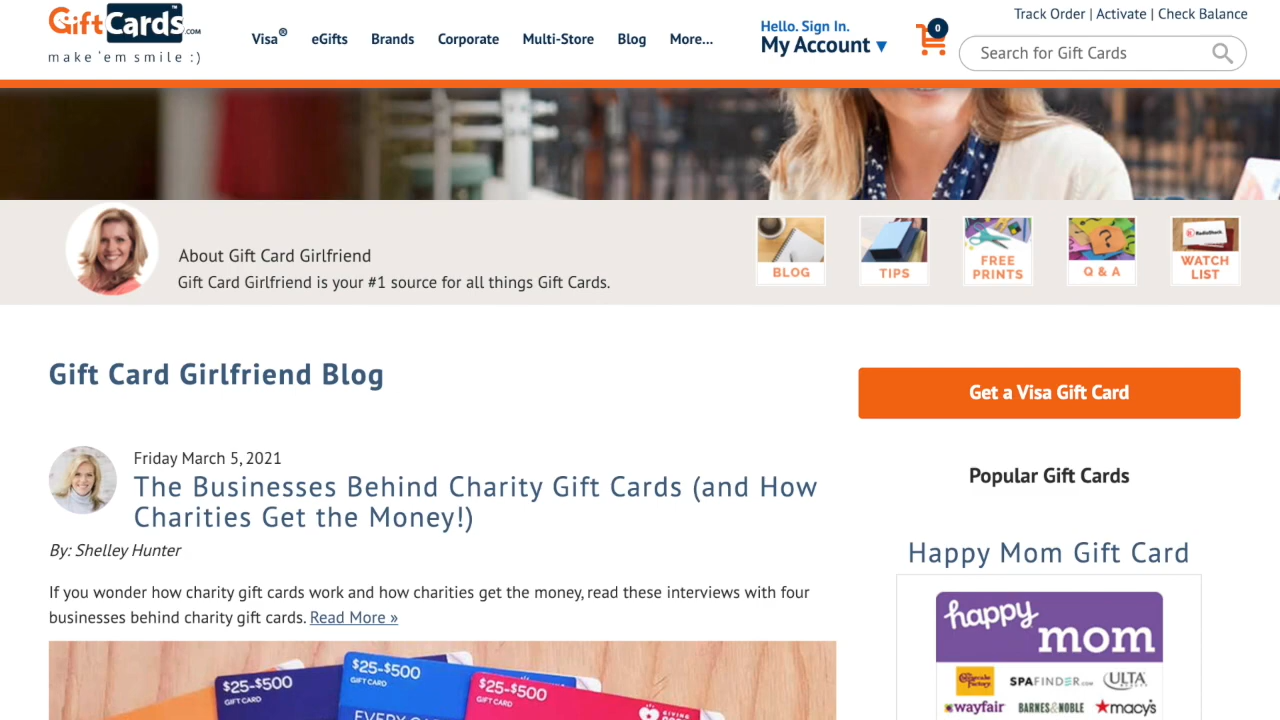 GiftCards.com™
make 'em smile :)
Visa® eGifts Brands Corporate Multi-Store Blog More...
Hello. Sign In.
My Account ▼
0
Track Order | Activate | Check Balance
Search for Gift Cards
About Gift Card Girlfriend
Gift Card Girlfriend is your #1 source for all things Gift Cards.
BLOG
TIPS
FREE
PRINTS
?
Q & A
RadioShack
WATCH
LIST
Gift Card Girlfriend Blog
Get a Visa Gift Card
Friday March 5, 2021
The Businesses Behind Charity Gift Cards (and How
Charities Get the Money!)
By: Shelley Hunter
If you wonder how charity gift cards work and how charities get the money, read these interviews with four
businesses behind charity gift cards. Read More »
$25-$500
GIFT CARD
$25-$500
GIFT CARD
$25-$500
GIFT CARD
Popular Gift Cards
Happy Mom Gift Card
happy
mom
SPAFINDER.COM ULTA
wayfair BARNES&NOBLE macy's